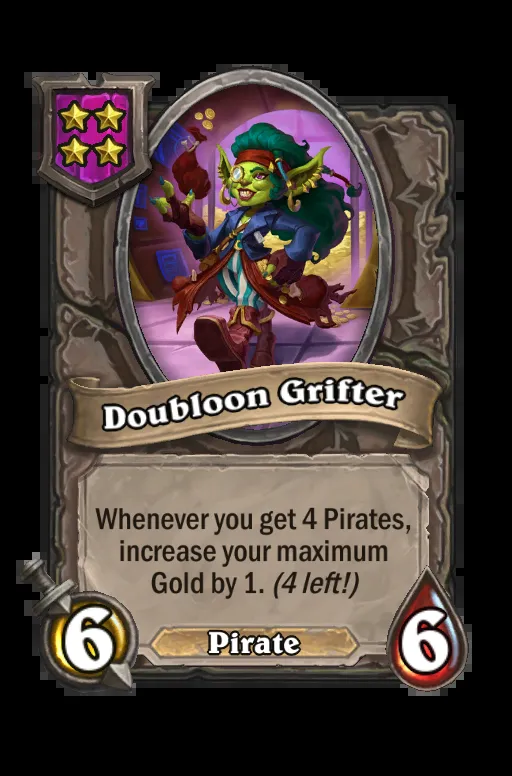 Doubloon Grifter
Whenever you get 4 Pirates,
increase your maximum
Gold by 1. (4 left!)
6
Pirate
6